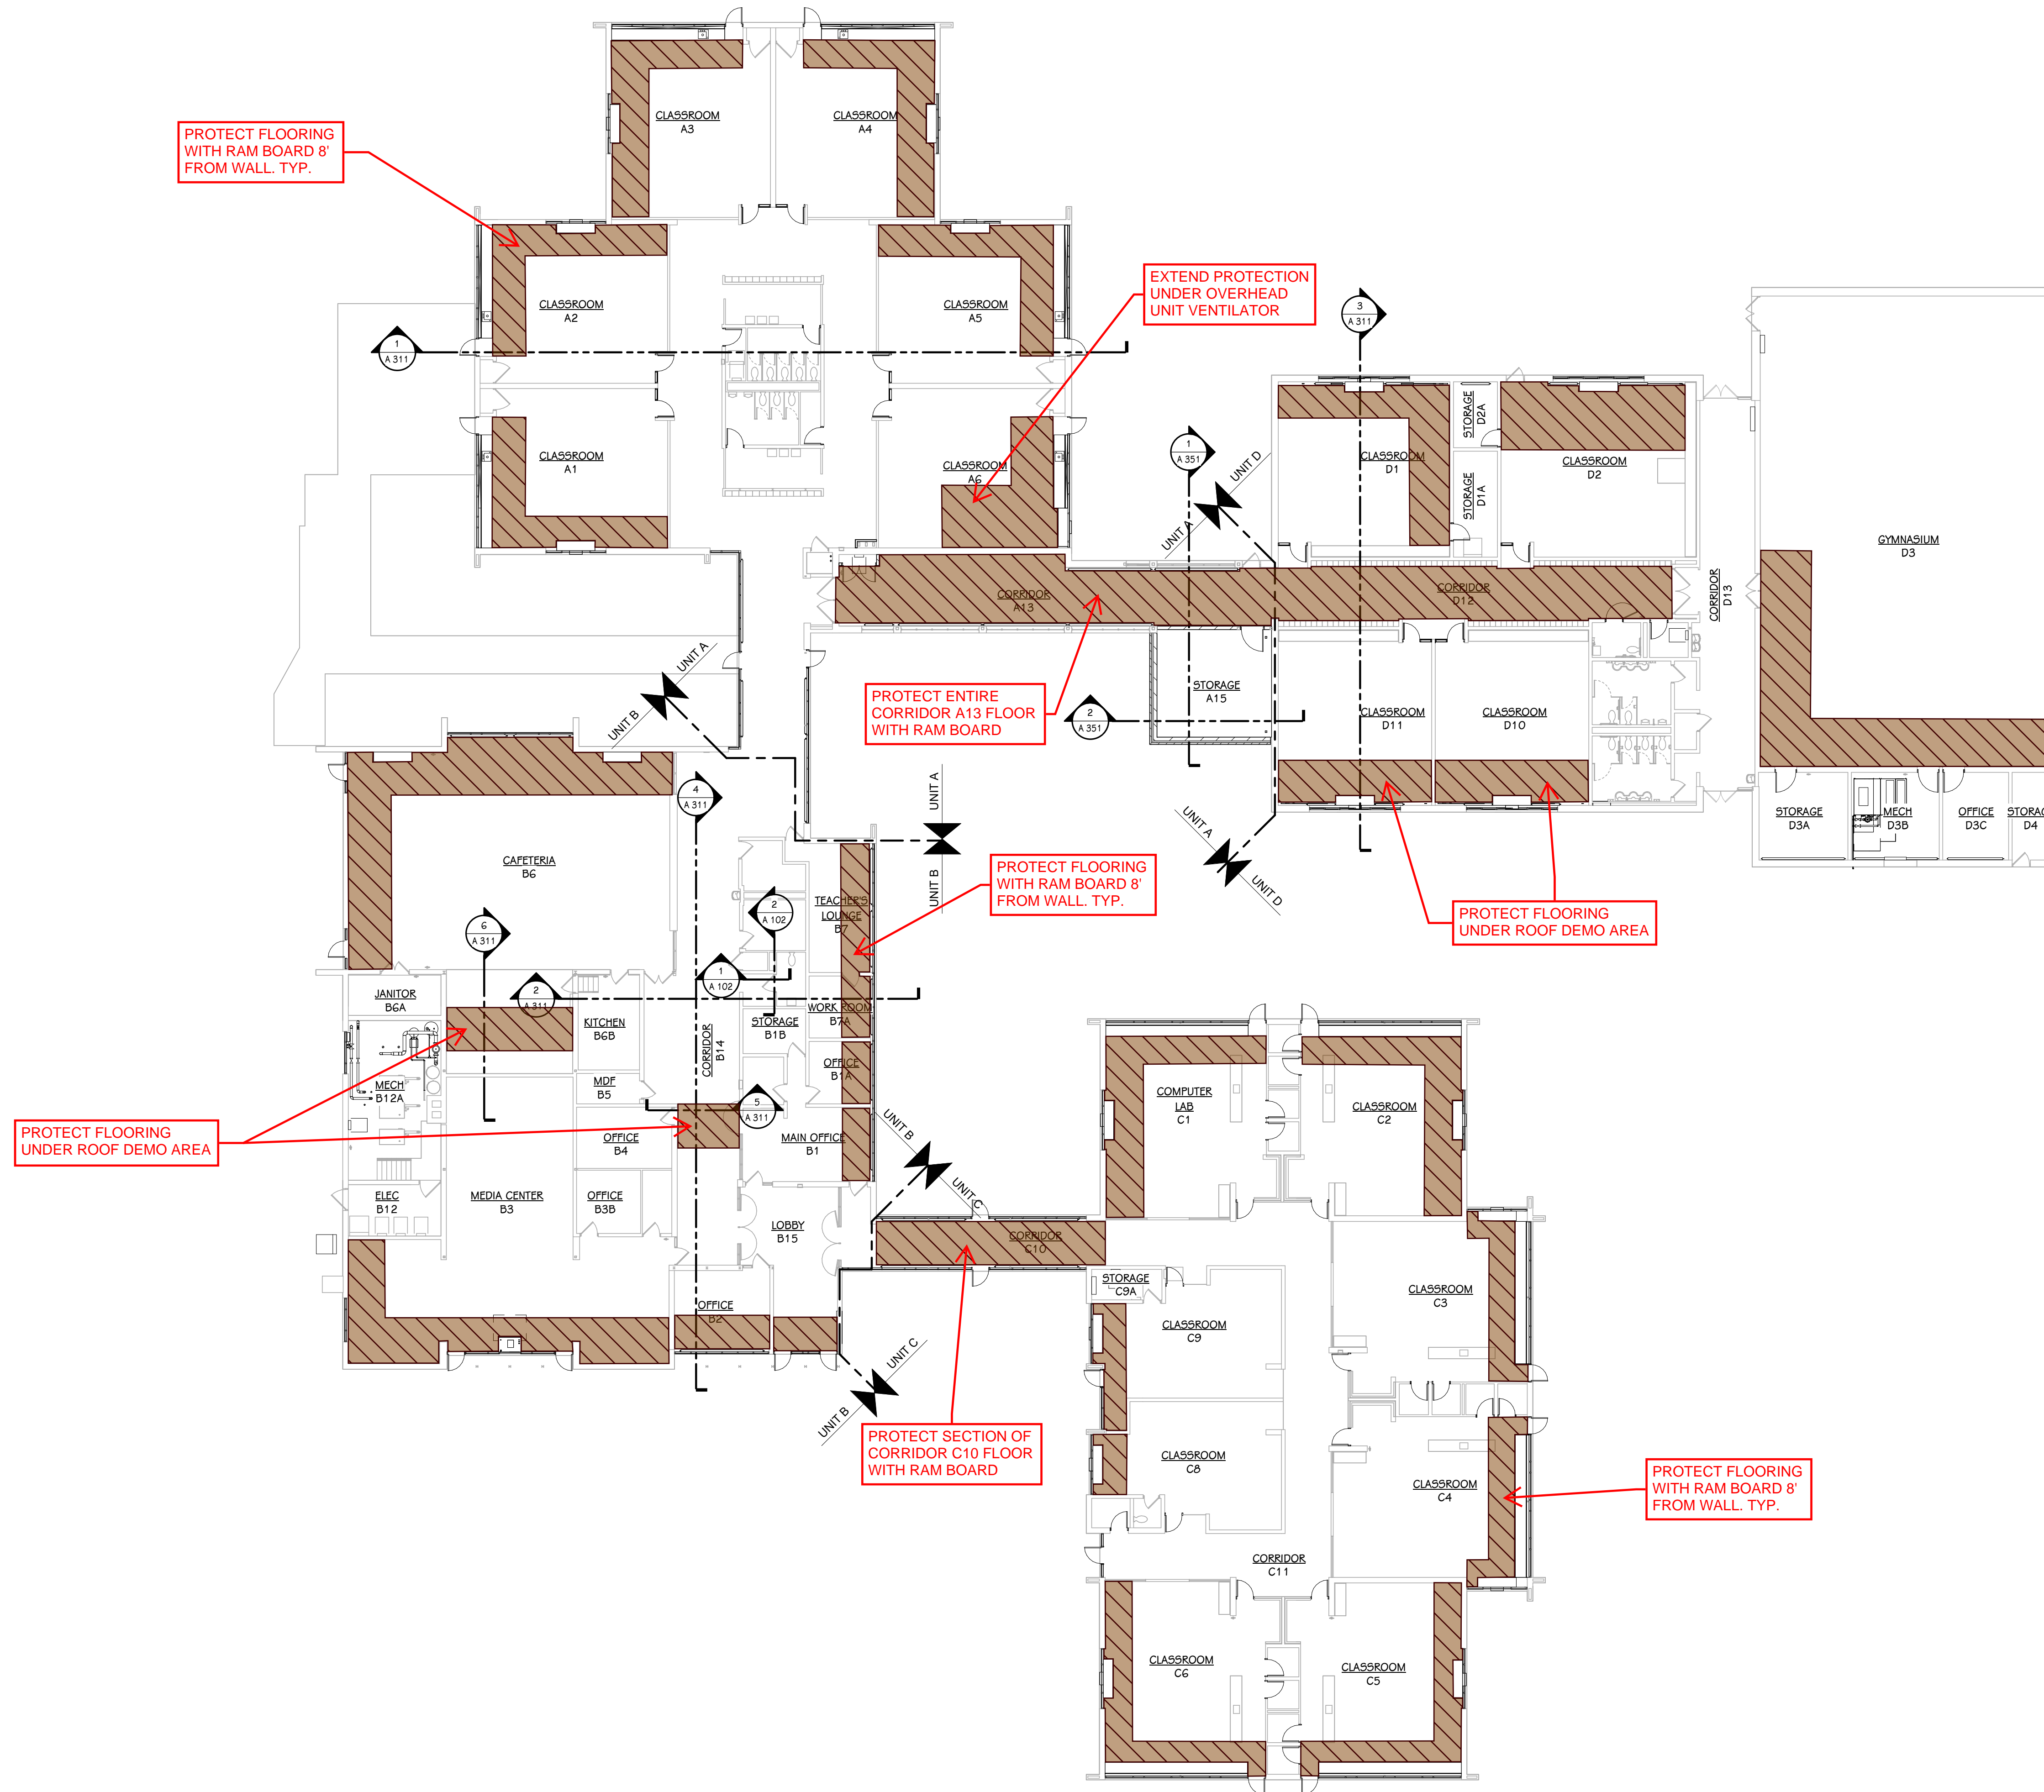 CLASSROOM
A3
CLASSROOM
A4
PROTECT FLOORING
WITH RAM BOARD 8'
FROM WALL. TYP.
CLASSROOM
A2
CLASSROOM
A5
EXTEND PROTECTION
UNDER OVERHEAD
UNIT VENTILATOR
3
A 311
1
A 311
CLASSROOM
A1
CLASSROOM
A6
1
A 351
UNIT D
UNIT A
CLASSROOM
D1
STORAGE
D2A
STORAGE
D1A
CLASSROOM
D2
GYMNASIUM
D3
CORRIDOR
A13
CORRIDOR
D12
CORRIDOR
D13
UNIT A
UNIT B
PROTECT ENTIRE
CORRIDOR A13 FLOOR
WITH RAM BOARD
STORAGE
A15
2
A 351
CLASSROOM
D11
CLASSROOM
D10
4
A 311
UNIT A
UNIT B
UNIT A
UNIT D
STORAGE
D3A
MECH
D3B
OFFICE
D3C
STORAG
D4
CAFETERIA
B6
PROTECT FLOORING
WITH RAM BOARD 8'
FROM WALL. TYP.
PROTECT FLOORING
UNDER ROOF DEMO AREA
2
A 102
TEACHER'S
LOUNGE
B7
6
A 311
1
A 102
JANITOR
B6A
2
A 311
KITCHEN
B6B
CORRIDOR
B14
STORAGE
B1B
WORK ROOM
B7A
MECH
B12A
MDF
B5
OFFICE
B1A
5
A 311
PROTECT FLOORING
UNDER ROOF DEMO AREA
OFFICE
B4
MAIN OFFICE
B1
UNIT B
UNIT C
COMPUTER
LAB
C1
CLASSROOM
C2
ELEC
B12
MEDIA CENTER
B3
OFFICE
B3B
LOBBY
B15
CORRIDOR
C10
STORAGE
C9A
CLASSROOM
C3
OFFICE
B2
CLASSROOM
C9
UNIT C
UNIT B
PROTECT SECTION OF
CORRIDOR C10 FLOOR
WITH RAM BOARD
CLASSROOM
C8
CLASSROOM
C4
PROTECT FLOORING
WITH RAM BOARD 8'
FROM WALL. TYP.
CORRIDOR
C11
CLASSROOM
C6
CLASSROOM
C5